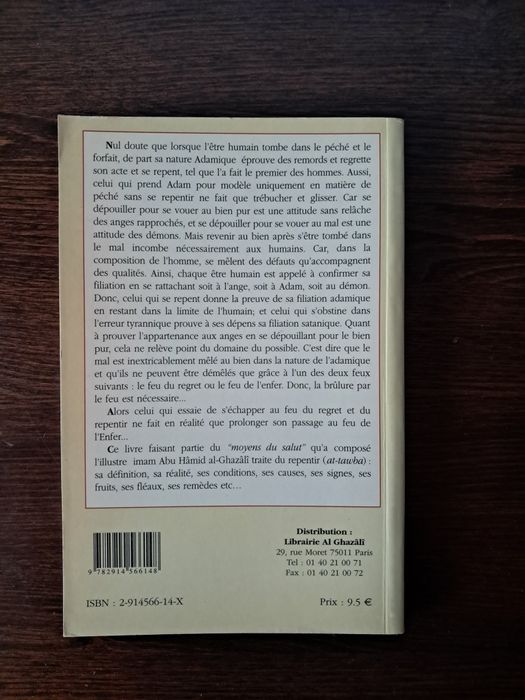 Nul doute que lorsque l'être humain tombe dans le péché et le
forfait, de part sa nature Adamique éprouve des remords et regrette
son acte et se repent, tel que l'a fait le premier des hommes. Aussi,
celui qui prend Adam pour modèle uniquement en matière de
péché sans se repentir ne fait que trébucher et glisser. Car se
dépouiller pour se vouer au bien pur est une attitude sans relâche
des anges rapprochés, et se dépouiller pour se vouer au mal est une
attitude des démons. Mais revenir au bien après s'être tombé dans
le mal incombe nécessairement aux humains. Car, dans la
composition de l'homme, se mêlent des défauts qu'accompagnent
des qualités. Ainsi, chaque être humain est appelé à confirmer sa
filiation en se rattachant soit à l'ange, soit à Adam, soit au démon.
Donc, celui qui se repent donne la preuve de sa filiation adamique
en restant dans la limite de l'humain; et celui qui s'obstine dans
l'erreur tyrannique prouve à ses dépens sa filiation satanique. Quant
à prouver l'appartenance aux anges en se dépouillant pour le bien
pur, cela ne relève point du domaine du possible. C'est dire que le
mal est inextricablement mêlé au bien dans la nature de l'adamique
et qu'ils ne peuvent être démêlés que grâce à l'un des deux feux
suivants : le feu du regret ou le feu de l'enfer. Donc, la brûlure par
le feu est nécessaire...
Alors celui qui essaie de s'échapper au feu du regret et du
repentir ne fait en réalité que prolonger son passage au feu de
l'Enfer...
Ce livre faisant partie du "moyens du salut" qu'a composé
l'illustre imam Abu Hâmid al-Ghazâlî traite du repentir (at-tawba) :
sa définition, sa réalité, ses conditions, ses causes, ses signes, ses
fruits, ses fléaux, ses remèdes etc...
Distribution :
Librairie Al Ghazâlî
29, rue Moret 75011 Paris
Tel : 01 40 21 00 71
Fax : 01 40 21 00 72
9 782914 566148
ISBN : 2-914566-14-X
Prix : 9.5 €